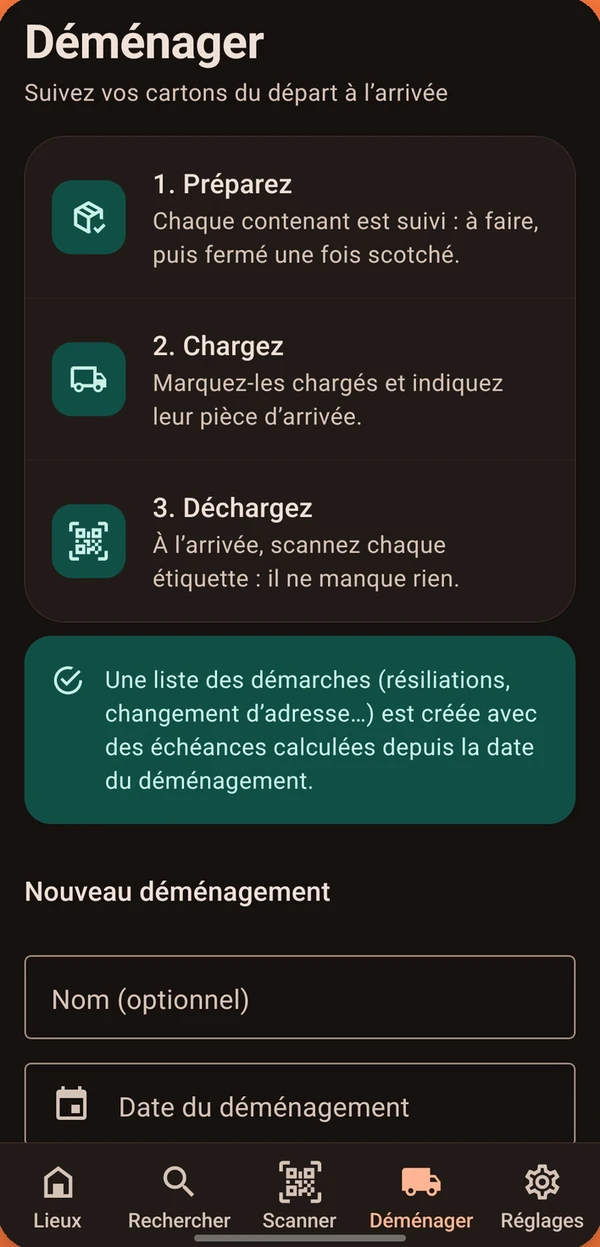 Déménager
Suivez vos cartons du départ à l’arrivée
1. Préparez
Chaque contenant est suivi : à faire,
puis fermé une fois scotché.
2. Chargez
Marquez-les chargés et indiquez
leur pièce d’arrivée.
3. Déchargez
À l’arrivée, scannez chaque
étiquette : il ne manque rien.
Une liste des démarches (résiliations,
changement d’adresse…) est créée avec
des échéances calculées depuis la date
du déménagement.
Nouveau déménagement
Nom (optionnel)
Date du déménagement
Lieux
Rechercher
Scanner
Déménager
Réglages